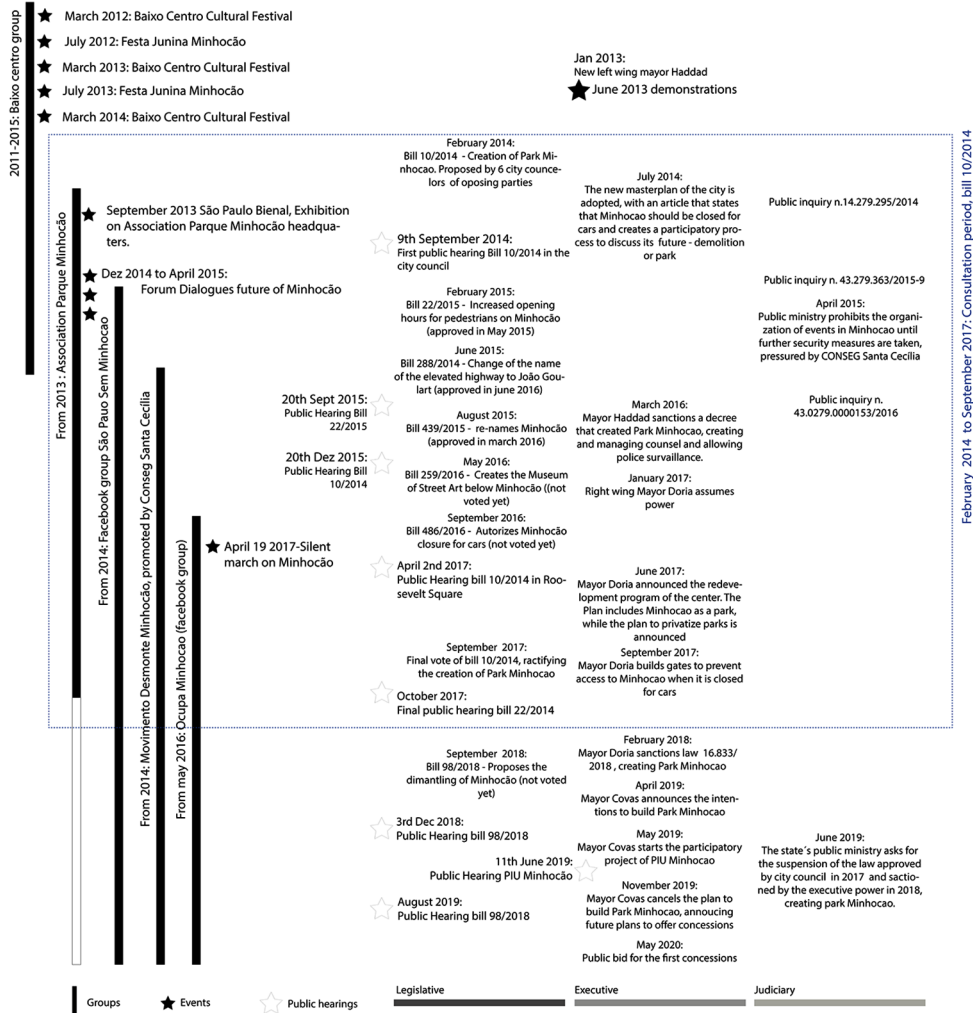 2011-2015: Baixo centro group
March 2012: Baixo Centro Cultural Festival
July 2012: Festa Junina Minhocão
March 2013: Baixo Centro Cultural Festival
July 2013: Festa Junina Minhocão
March 2014: Baixo Centro Cultural Festival
Jan 2013:
New left wing mayor Haddad
June 2013 demonstrations
February 2014 to September 2017: Consultation period, bill 10/2014
From 2013 : Association Parque Minhocão
September 2013 São Paulo Bienal, Exhibition
on Association Parque Minhocão headqua-
ters.
Dez 2014 to April 2015:
Forum Dialogues future of Minhocão
From 2014: Facebook group São Pauo Sem Minhocao
From 2014: Movimento Desmonte Minhocão, promoted by Conseg Santa Cecília
From may 2016: Ocupa Minhocao (facebook group)
April 19 2017-Silent
march on Minhocão
20th Sept 2015:
Public Hearing Bill
22/2015
20th Dez 2015:
Public Hearing Bill
10/2014
February 2014:
Bill 10/2014 - Creation of Park Mi-
nhocao. Proposed by 6 city counce-
lors of oposing parties
9th September 2014:
First public hearing Bill 10/2014 in the
city council
February 2015:
Bill 22/2015 - Increased opening
hours for pedestrians on Minhocão
(approved in May 2015)
June 2015:
Bill 288/2014 - Change of the name
of the elevated highway to João Gou-
lart (approved in june 2016)
August 2015:
Bill 439/2015 - re-names Minhocão
(approved in march 2016)
May 2016:
Bill 259/2016 - Creates the Museum
of Street Art below Minhocão ((not
voted yet)
September 2016:
Bill 486/2016 - Autorizes Minhocão
closure for cars (not voted yet)
April 2nd 2017:
Public Hearing bill 10/2014 in Roo-
sevelt Square
September 2017:
Final vote of bill 10/2014, ractifying
the creation of Park Minhocao
October 2017:
Final public hearing bill 22/2014
September 2018:
Bill 98/2018 - Proposes the
dimantling of Minhocão (not voted
yet)
3rd Dec 2018:
Public Hearing bill 98/2018
11th June 2019:
Public Hearing PIU Minhocão
August 2019:
Public Hearing bill 98/2018
July 2014:
The new masterplan of the city is
adopted, with an article that states
that Minhocao should be closed for
cars and creates a participatory pro-
cess to discuss its future - demolition
or park
March 2016:
Mayor Haddad sanctions a decree
that created Park Minhocao, creating
and managing counsel and allowing
police survaillance.
January 2017:
Right wing Mayor Doria assumes
power
June 2017:
Mayor Doria announced the redeve-
lopment program of the center. The
Plan includes Minhocao as a park,
while the plan to privatize parks is
announced
September 2017:
Mayor Doria builds gates to prevent
access to Minhocao when it is closed
for cars
February 2018:
Mayor Doria sanctions law 16.833/
2018 , creating Park Minhocao
April 2019:
Mayor Covas announces the inten-
tions to build Park Minhocao
May 2019:
Mayor Covas starts the participatory
project of PIU Minhocao
November 2019:
Mayor Covas cancels the plan to
build Park Minhocao, annoucing
future plans to offer concessions
May 2020:
Public bid for the first concessions
Public inquiry n.14.279.295/2014
Public inquiry n. 43.279.363/2015-9
April 2015:
Public ministry prohibits the organi-
zation of events in Minhocao until
further security measures are taken,
pressured by CONSEG Santa Cecília
Public inquiry n.
43.0279.0000153/2016
June 2019:
The state´s public ministry asks for
the suspension of the law approved
by city council in 2017 and sactio-
ned by the executive power in 2018,
creating park Minhocao.
Groups
Events
Public hearings
Legislative
Executive
Judiciary